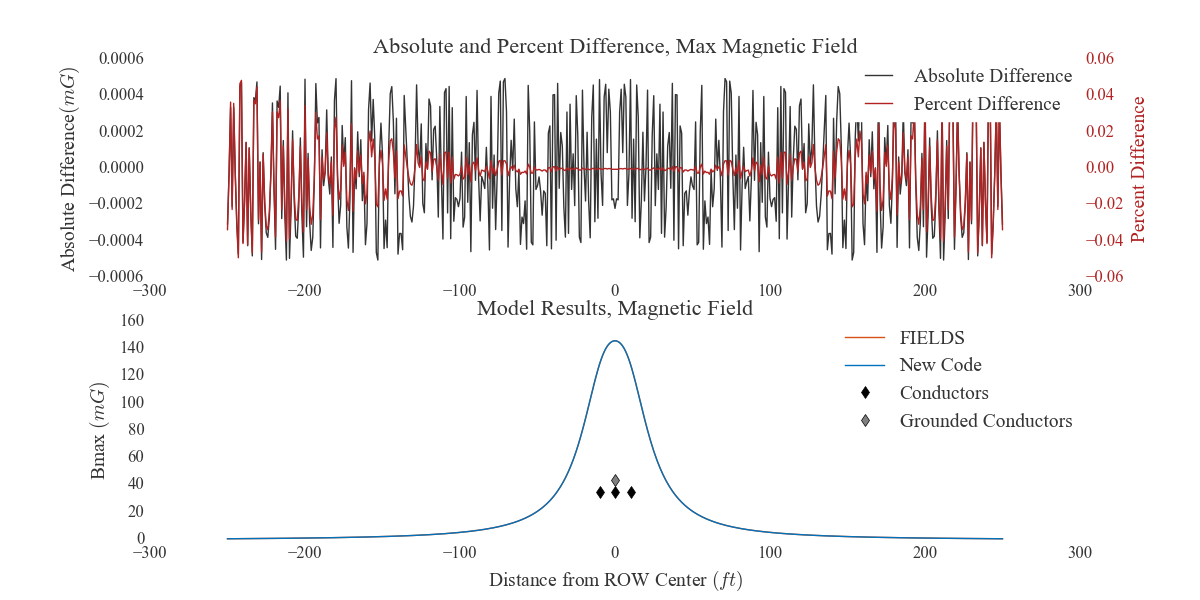 Absolute and Percent Difference, Max Magnetic Field
Absolute Difference(mG)
0.0006
0.0004
0.0002
0.0000
−0.0002
−0.0004
−0.0006
Absolute Difference
Percent Difference
0.06
0.04
0.02
0.00
−0.02
−0.04
−0.06
Percent Difference
−300 −200 −100 0 100 200 300
Model Results, Magnetic Field
Bmax (mG)
160
140
120
100
80
60
40
20
0
FIELDS
New Code
Conductors
Grounded Conductors
−300 −200 −100 0 100 200 300
Distance from ROW Center (ft)